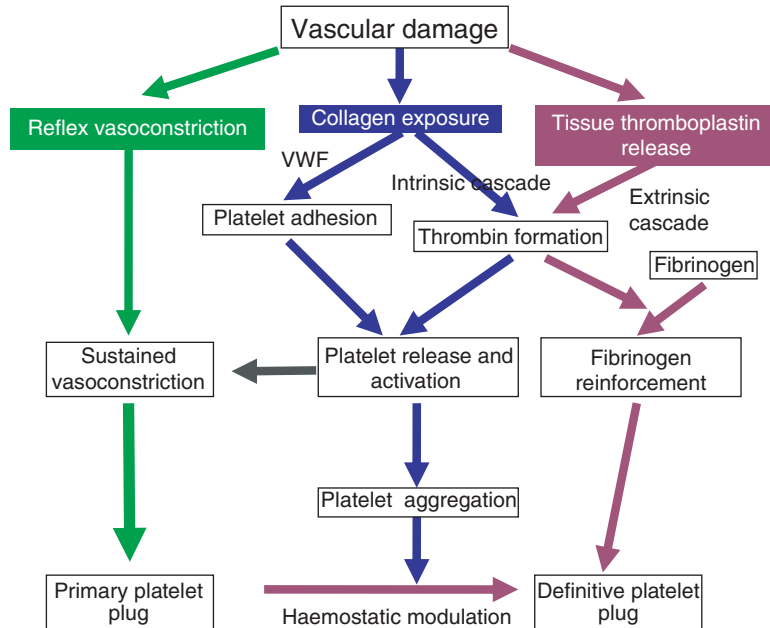 Vascular damage
Reflex vasoconstriction
Collagen exposure
Tissue thromboplastin
release
VWF
Intrinsic cascade
Extrinsic
cascade
Platelet adhesion
Thrombin formation
Fibrinogen
Sustained
vasoconstriction
Platelet release and
activation
Fibrinogen
reinforcement
Platelet aggregation
Primary platelet
plug
Haemostatic modulation
Definitive platelet
plug